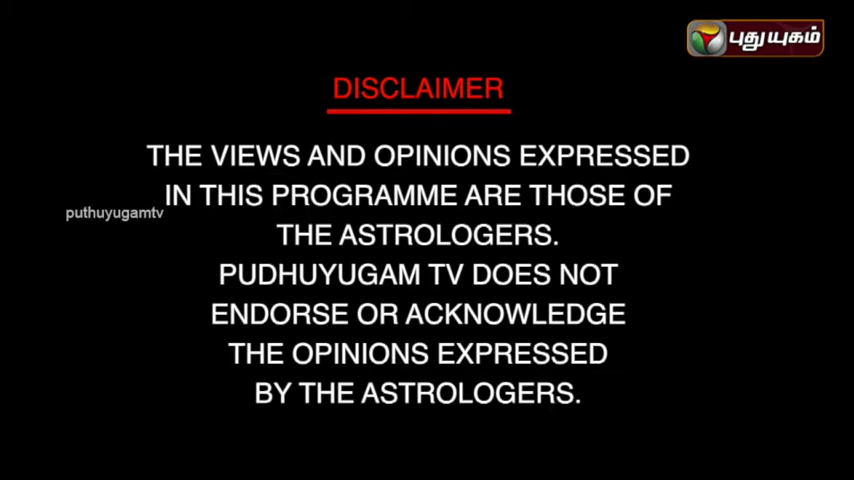 புதுயுகம்
DISCLAIMER
THE VIEWS AND OPINIONS EXPRESSED
IN THIS PROGRAMME ARE THOSE OF
puthuyugamtv
THE ASTROLOGERS.
PUDHUYUGAM TV DOES NOT
ENDORSE OR ACKNOWLEDGE
THE OPINIONS EXPRESSED
BY THE ASTROLOGERS.